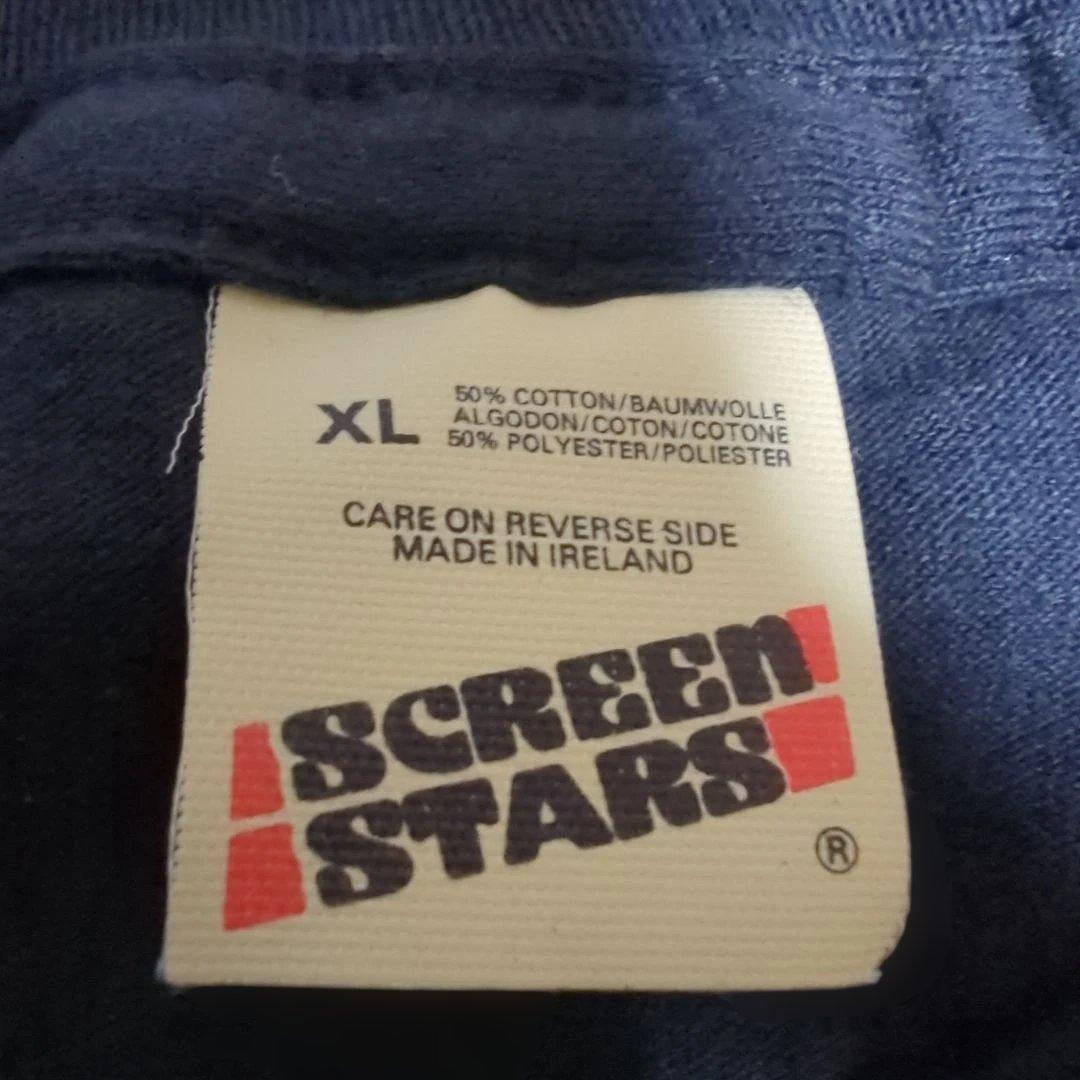 XL
50% COTTON/BAUMWOLLE
ALGODON/COTON/COTONE
50% POLYESTER/POLIESTER
CARE ON REVERSE SIDE
MADE IN IRELAND
SCREEN
STARS
®